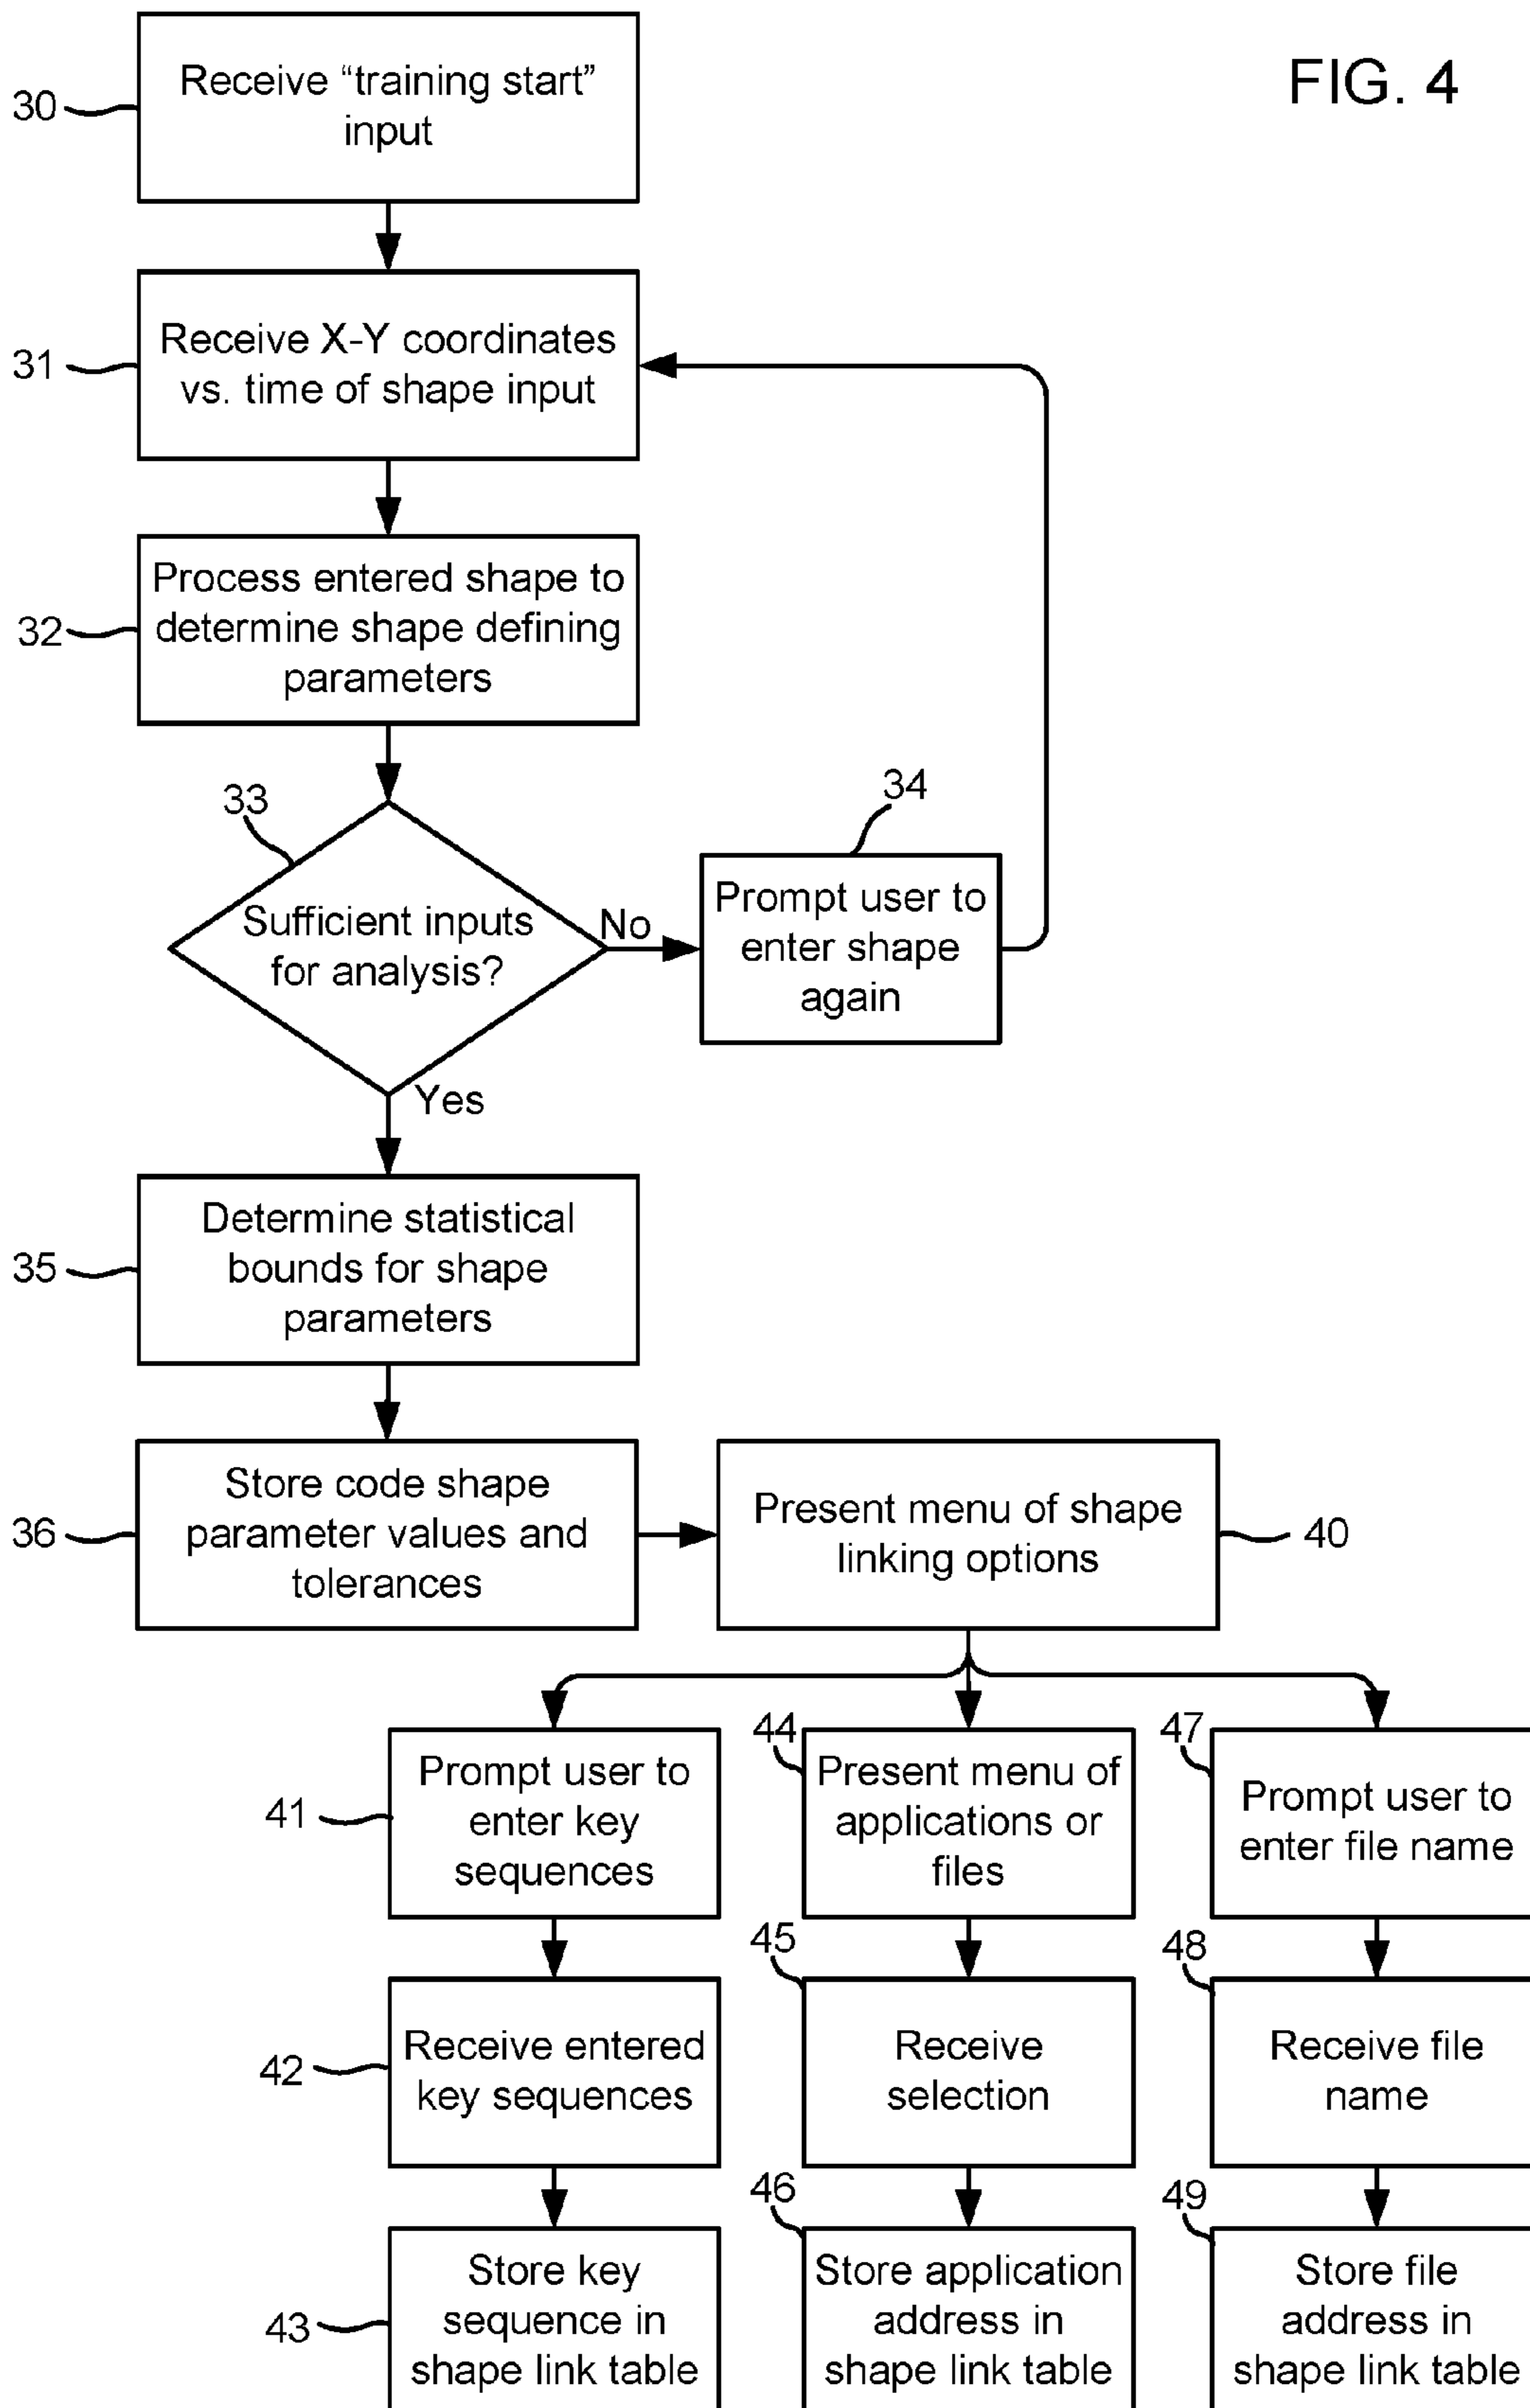 FIG. 4
30
Receive “training start”
input
31
Receive X-Y coordinates
vs. time of shape input
32
Process entered shape to
determine shape defining
parameters
33
Sufficient inputs
for analysis?
No
34
Prompt user to
enter shape
again
Yes
35
Determine statistical
bounds for shape
parameters
36
Store code shape
parameter values and
tolerances
Present menu of shape
linking options
40
41
Prompt user to
enter key
sequences
44
Present menu of
applications or
files
47
Prompt user to
enter file name
42
Receive entered
key sequences
45
Receive
selection
48
Receive file
name
43
Store key
sequence in
shape link table
46
Store application
address in
shape link table
49
Store file
address in
shape link table